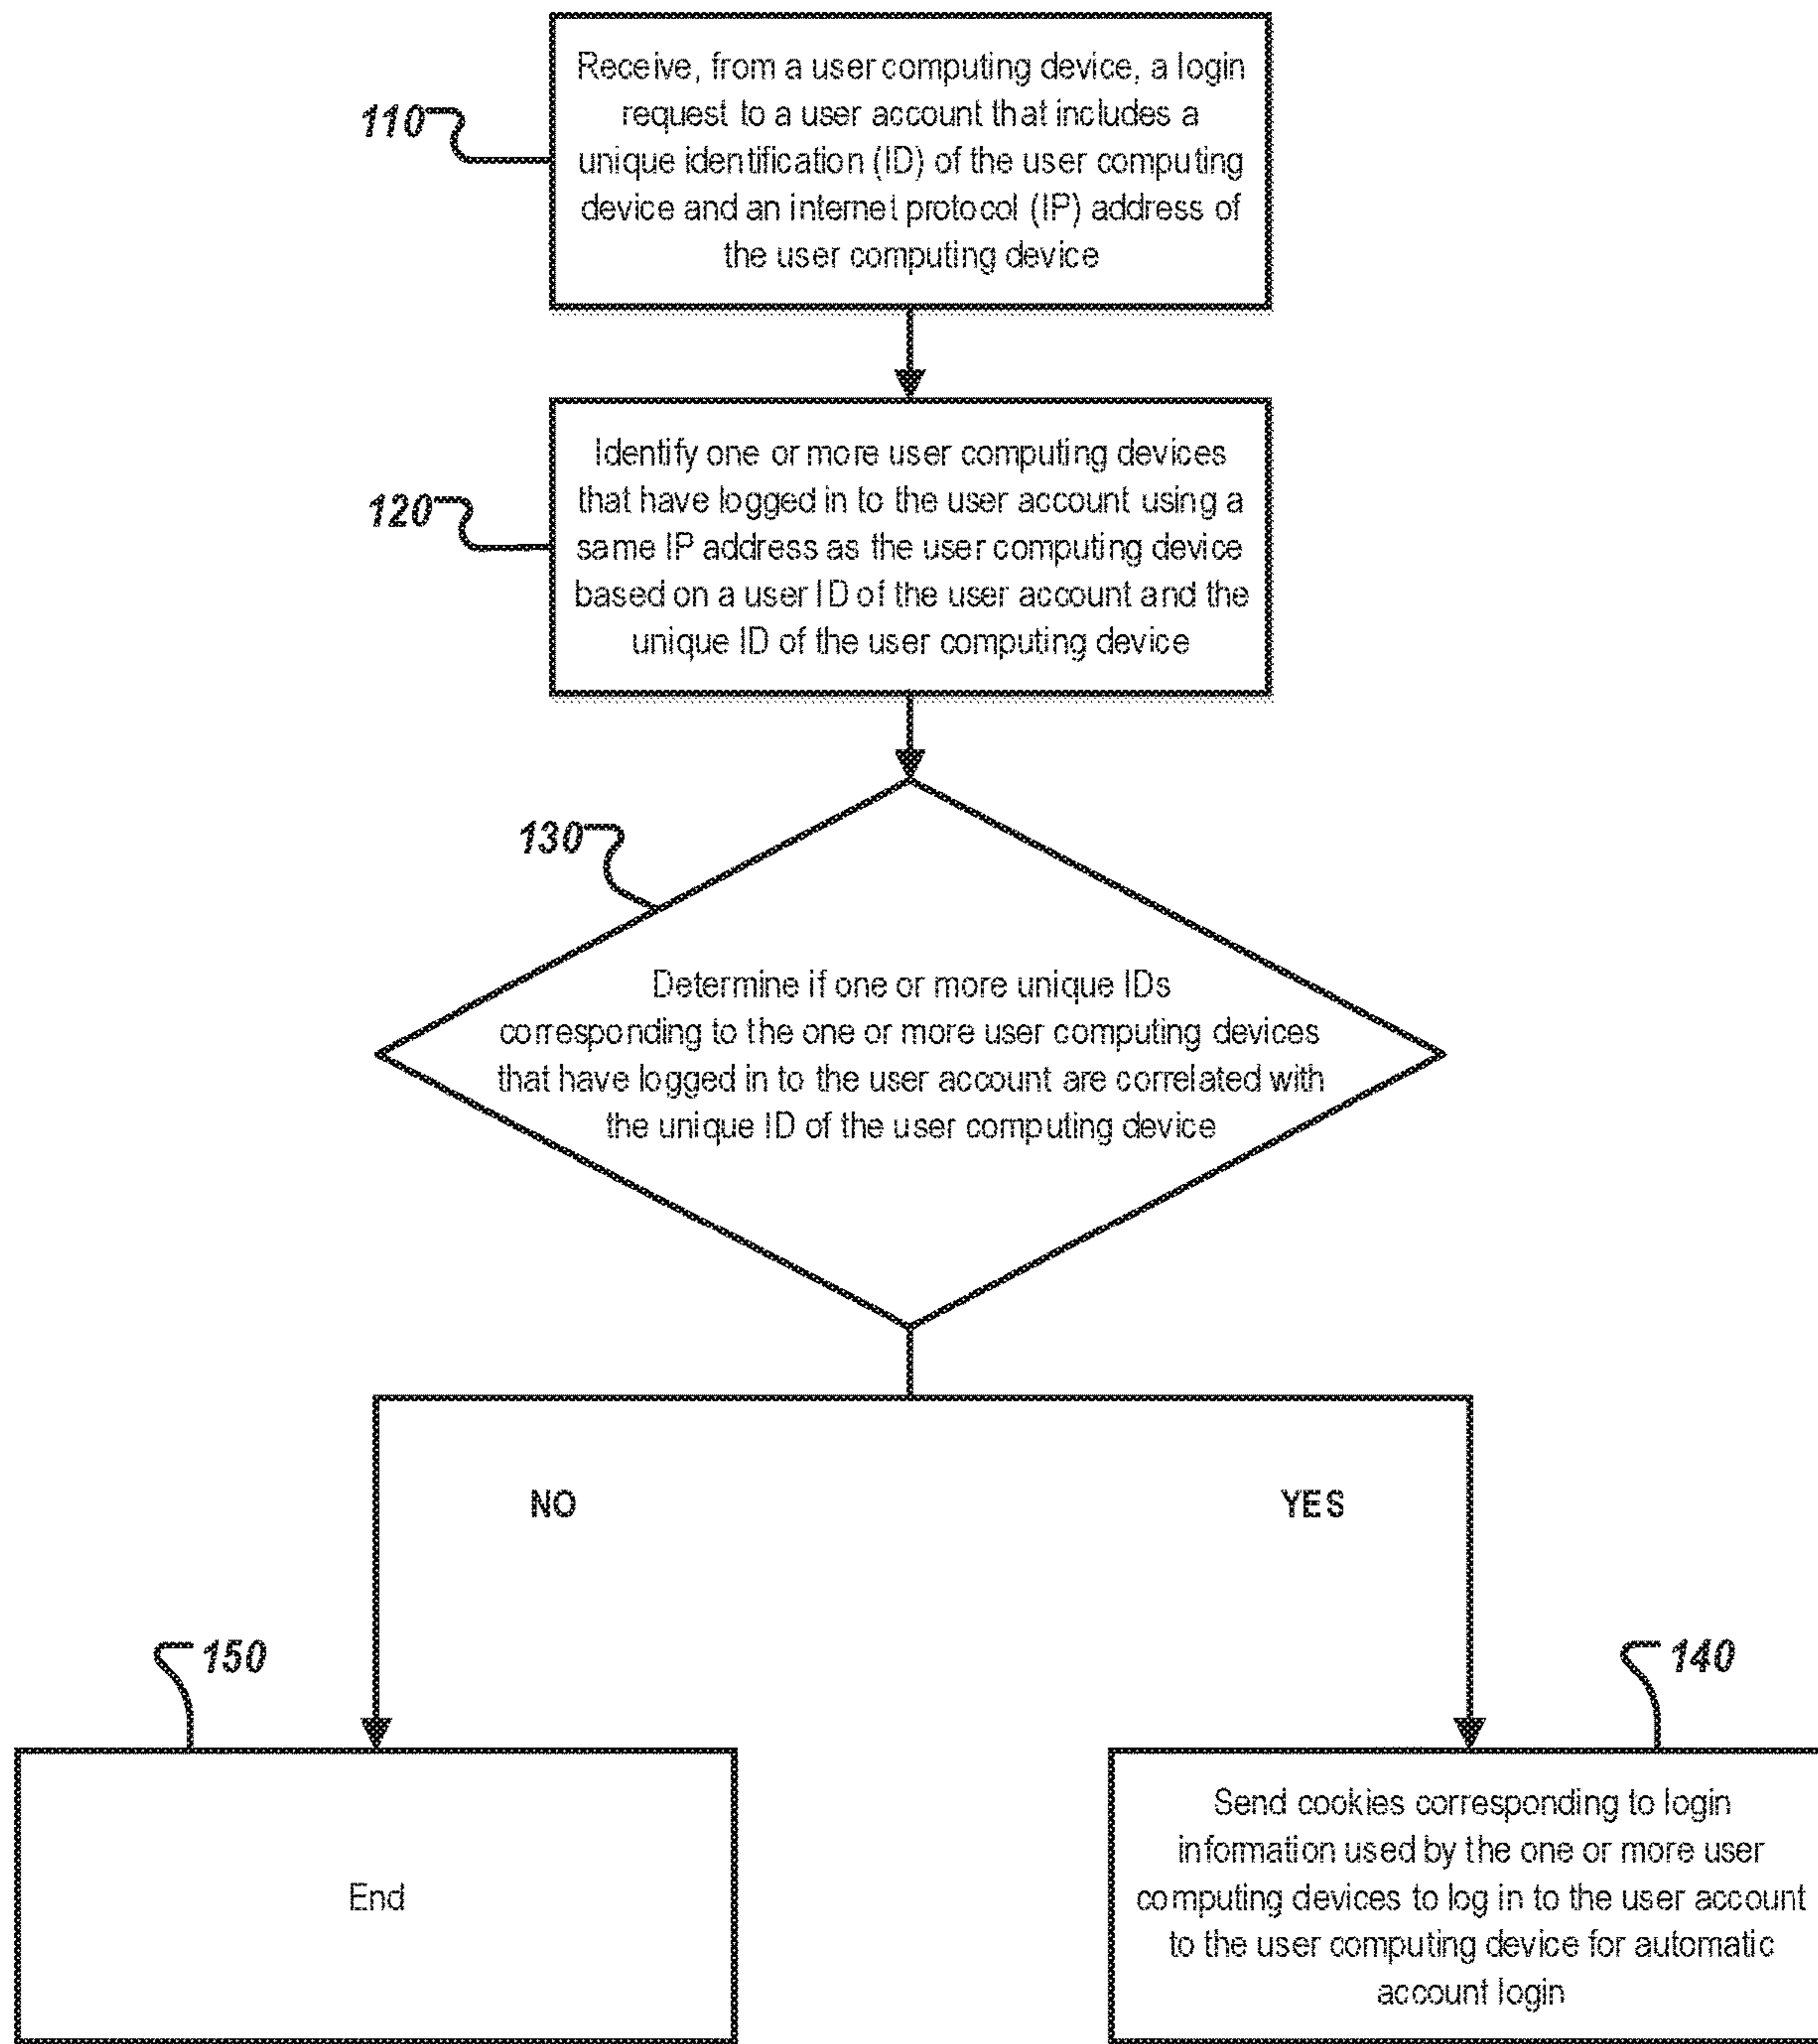 110
Receive, from a user computing device, a login
request to a user account that includes a
unique identification (ID) of the user computing
device and an internet protocol (IP) address of
the user computing device
120
Identify one or more user computing devices
that have logged in to the user account using a
same IP address as the user computing device
based on a user ID of the user account and the
unique ID of the user computing device
130
Determine if one or more unique IDs
corresponding to the one or more user computing devices
that have logged in to the user account are correlated with
the unique ID of the user computing device
NO
YES
150
End
140
Send cookies corresponding to login
information used by the one or more user
computing devices to log in to the user account
to the user computing device for automatic
account login